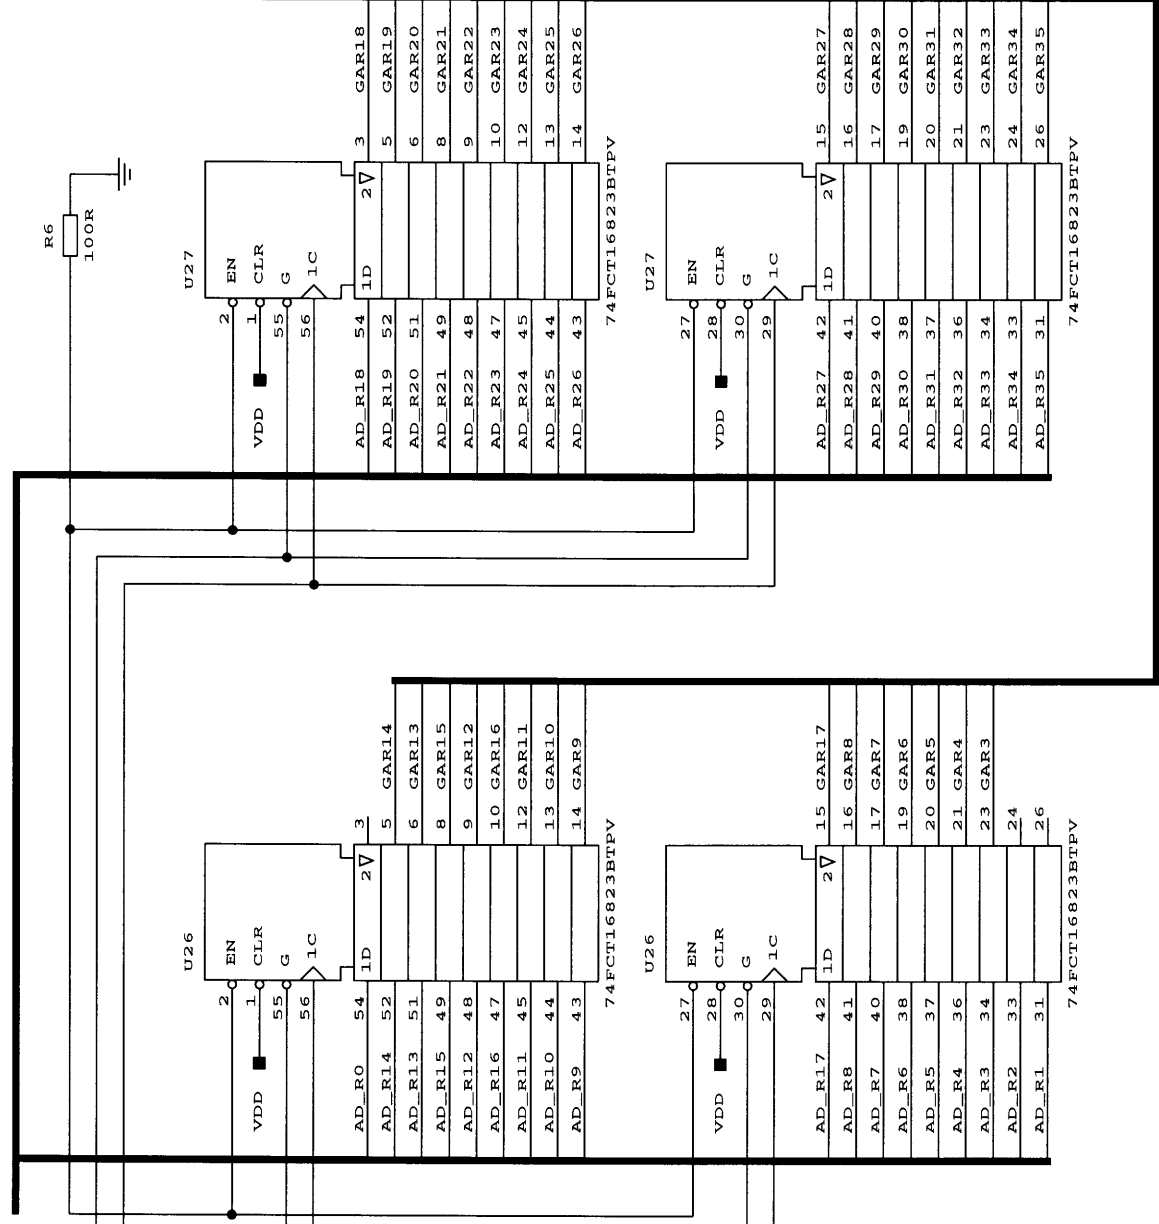 GAR18
GAR19
GAR20
GAR21
GAR22
GAR23
GAR24
GAR25
GAR26
3
5
6
8
9
10
12
13
14
GAR27
GAR28
GAR29
GAR30
GAR31
GAR32
GAR33
GAR34
GAR35
15
16
17
19
20
21
23
24
26
R6
100R
U27
EN
CLR
G
1C
1D
2
74FCT16823BTPV
U27
EN
CLR
G
1C
1D
2
74FCT16823BTPV
2
1
55
56
54
52
51
49
48
47
45
44
43
27
28
30
29
42
41
40
38
37
36
34
33
31
VDD
AD_R18
AD_R19
AD_R20
AD_R21
AD_R22
AD_R23
AD_R24
AD_R25
AD_R26
VDD
AD_R27
AD_R28
AD_R29
AD_R30
AD_R31
AD_R32
AD_R33
AD_R34
AD_R35
3
5 GAR14
6 GAR13
8 GAR15
9 GAR12
10 GAR16
12 GAR11
13 GAR10
14 GAR9
15 GAR17
16 GAR8
17 GAR7
19 GAR6
20 GAR5
21 GAR4
23 GAR3
24
26
U26
EN
CLR
G
1C
1D
2
74FCT16823BTPV
U26
EN
CLR
G
1C
1D
2
74FCT16823BTPV
2
1
55
56
54
52
51
49
48
47
45
44
43
27
28
30
29
42
41
40
38
37
36
34
33
31
VDD
AD_R0
AD_R14
AD_R13
AD_R15
AD_R12
AD_R16
AD_R11
AD_R10
AD_R9
VDD
AD_R17
AD_R8
AD_R7
AD_R6
AD_R5
AD_R4
AD_R3
AD_R2
AD_R1